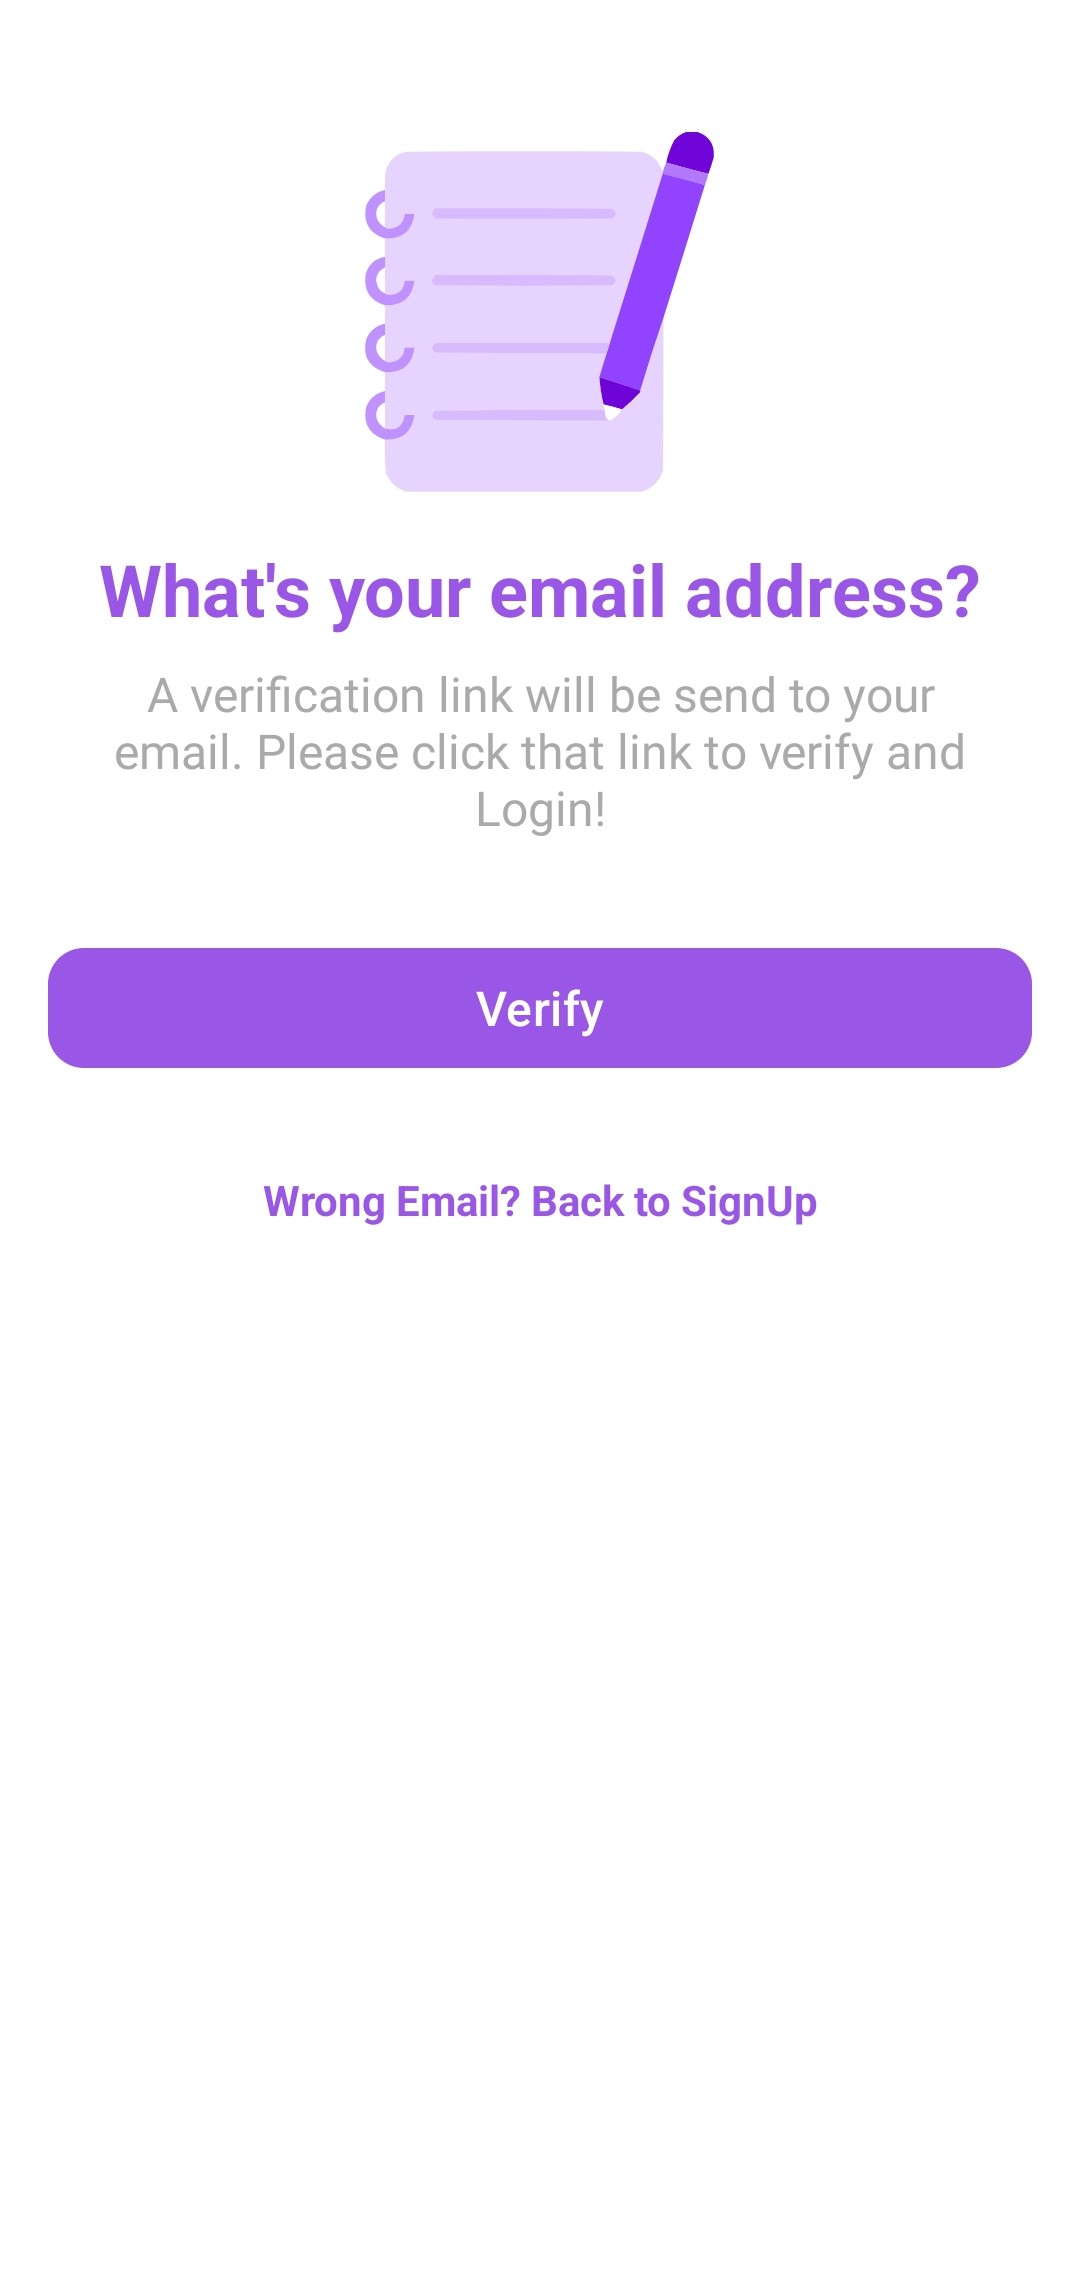 What's your email address?
A verification link will be send to your
email. Please click that link to verify and
Login!
Verify
Wrong Email? Back to SignUp